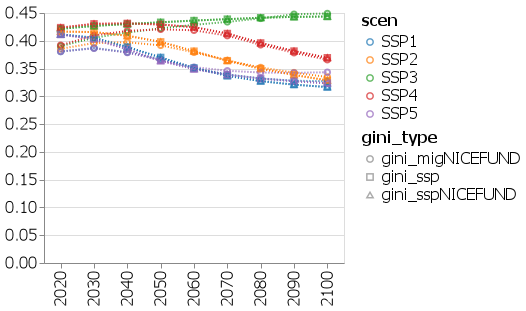 0.45
0.40
0.35
0.30
0.25
0.20
0.15
0.10
0.05
0.00
2020
2030
2040
2050
2060
2070
2080
2090
2100
scen
SSP1
SSP2
SSP3
SSP4
SSP5
gini_type
gini_migNICEFUND
gini_ssp
gini_sspNICEFUND